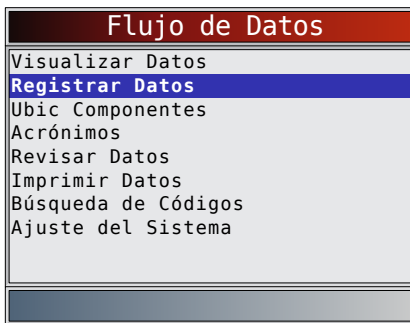 Flujo de Datos
Visualizar Datos
Registrar Datos
Ubic Componentes
Acrónimos
Revisar Datos
Imprimir Datos
Búsqueda de Códigos
Ajuste del Sistema